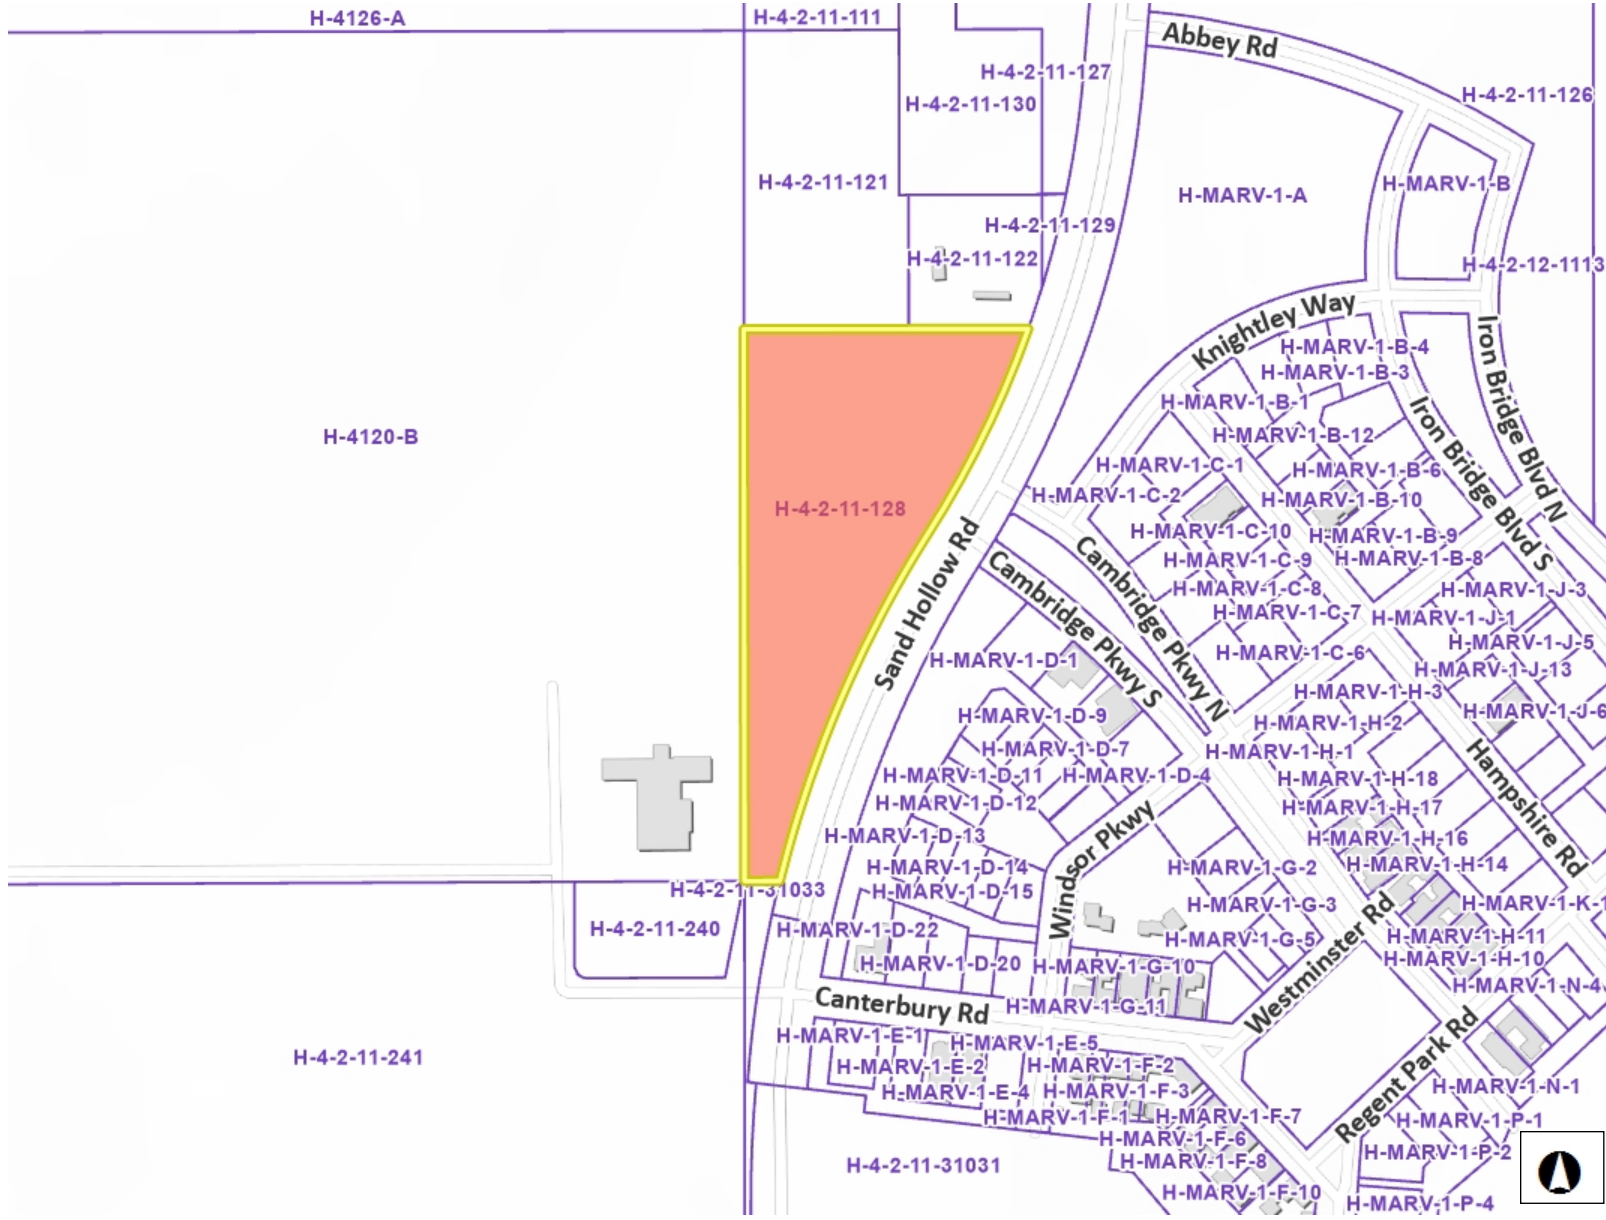 H-4126-A
H-4-2-11-111
Abbey Rd
H-4-2-11-127
H-4-2-11-126
H-4-2-11-130
H-4-2-11-121
H-MARV-1-B
H-MARV-1-A
H-4-2-11-129
H-4-2-11-122
H-4-2-12-1113
Knightley Way
Iron Bridge Blvd N
H-MARV-1-B-4
H-MARV-1-B-3
H-MARV-1-B-1
Iron Bridge Blvd S
H-4120-B
H-MARV-1-B-12
H-MARV-1-C-1
H-MARV-1-B-6
H-MARV-1-C-2
H-MARV-1-B-10
H-4-2-11-128
H-MARV-1-C-10
H-MARV-1-B-9
H-MARV-1-C-9
H-MARV-1-B-8
Sand Hollow Rd
Cambridge Pkwy S
Cambridge Pkwy N
H-MARV-1-C-8
H-MARV-1-J-3
H-MARV-1-C-7
H-MARV-1-J-1
H-MARV-1-J-5
H-MARV-1-C-6
H-MARV-1-D-1
H-MARV-1-J-13
H-MARV-1-H-3
H-MARV-1-J-6
H-MARV-1-D-9
H-MARV-1-H-2
H-MARV-1-D-7
H-MARV-1-H-1
Hampshire Rd
H-MARV-1-D-11
H-MARV-1-D-4
H-MARV-1-H-18
H-MARV-1-D-12
H-MARV-1-H-17
Windsor Pkwy
H-MARV-1-D-13
H-MARV-1-H-16
H-MARV-1-D-14
H-MARV-1-G-2
H-MARV-1-H-14
H-4-2-11-31033
H-MARV-1-D-15
H-MARV-1-G-3
H-MARV-1-K-1
H-4-2-11-240
H-MARV-1-D-22
H-MARV-1-G-5
H-MARV-1-H-11
Westminster Rd
H-MARV-1-D-20
H-MARV-1-G-10
H-MARV-1-H-10
H-MARV-1-N-4
Canterbury Rd
H-MARV-1-G-11
H-MARV-1-E-1
H-MARV-1-E-5
Regent Park Rd
H-4-2-11-241
H-MARV-1-E-2
H-MARV-1-F-2
H-MARV-1-N-1
H-MARV-1-E-4
H-MARV-1-F-3
H-MARV-1-F-1
H-MARV-1-F-7
H-MARV-1-P-1
H-MARV-1-F-6
H-MARV-1-P-2
H-4-2-11-31031
H-MARV-1-F-8
H-MARV-1-F-10
H-MARV-1-P-4